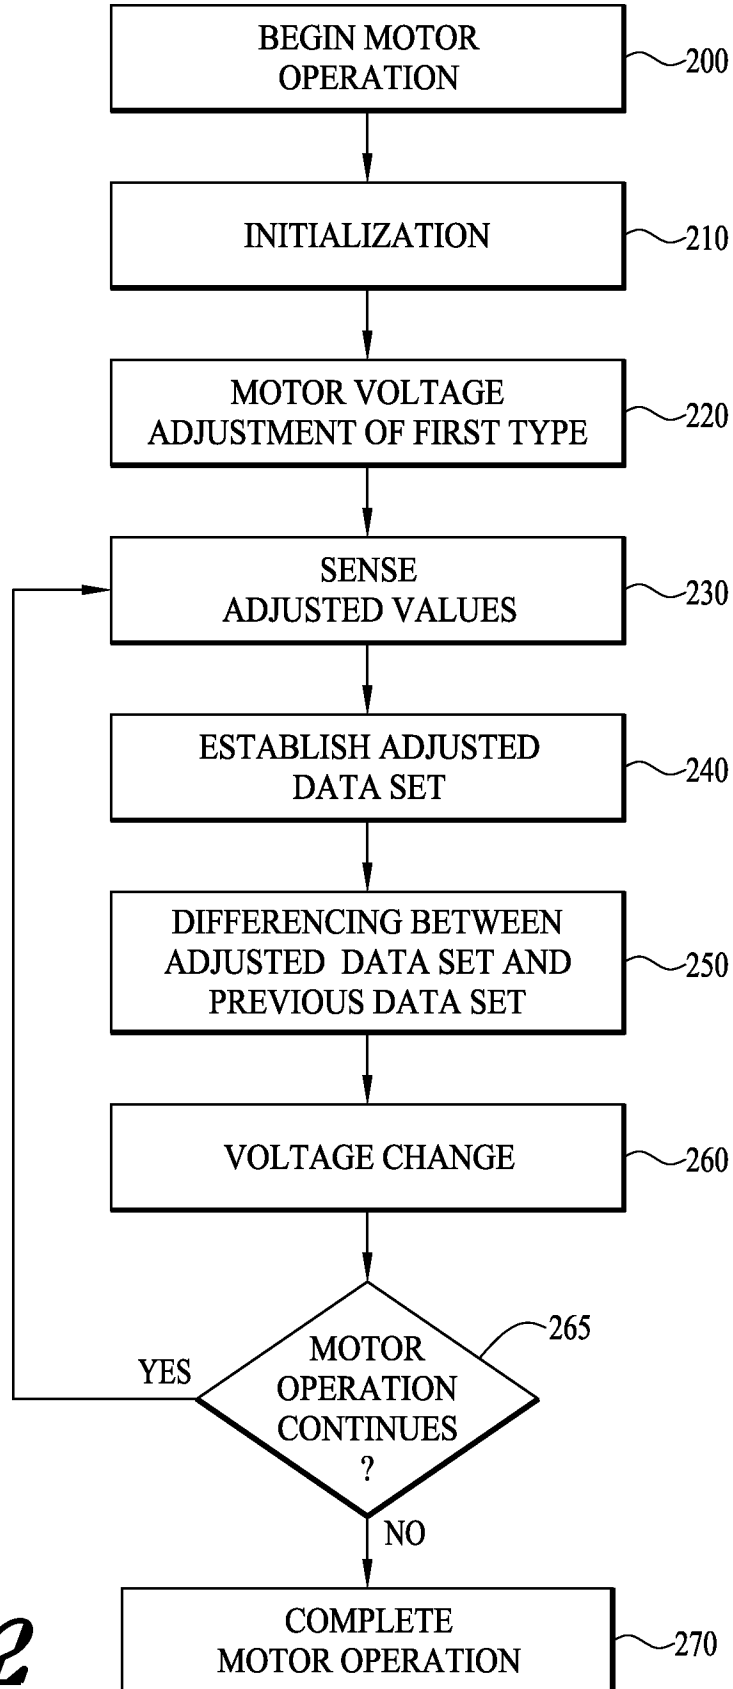 BEGIN MOTOR
OPERATION
200
INITIALIZATION
210
MOTOR VOLTAGE
ADJUSTMENT OF FIRST TYPE
220
SENSE
ADJUSTED VALUES
230
ESTABLISH ADJUSTED
DATA SET
240
DIFFERENCING BETWEEN
ADJUSTED DATA SET AND
PREVIOUS DATA SET
250
VOLTAGE CHANGE
260
265
MOTOR
OPERATION
CONTINUES
?
YES
NO
COMPLETE
MOTOR OPERATION
270
2